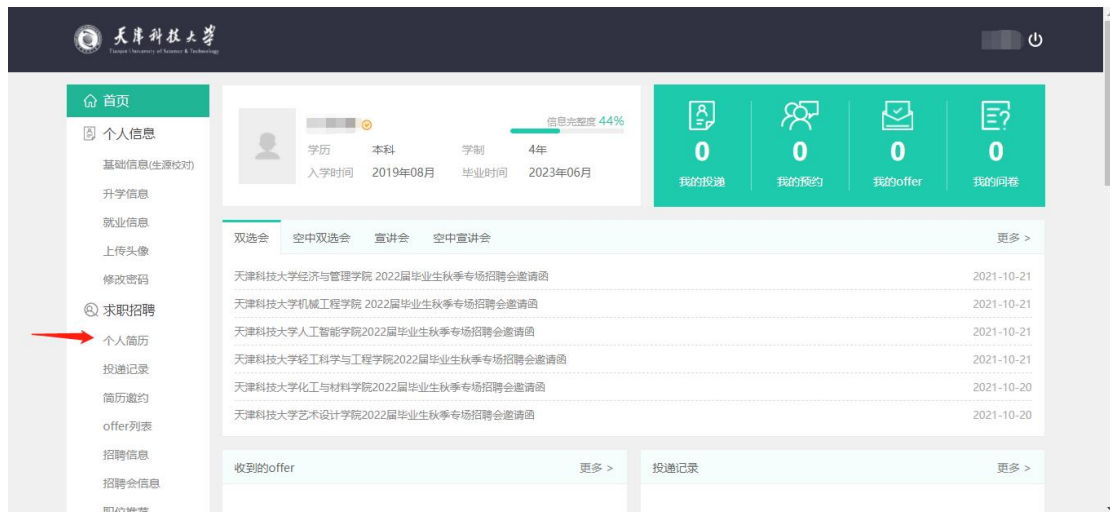 天津科技大学
Tianjin University of Science & Technology
首页
个人信息
基础信息(生源校对)
升学信息
就业信息
上传头像
修改密码
求职招聘
个人简历
投递记录
简历邀约
offer列表
招聘信息
招聘会信息
职位推荐
信息完整度 44%
学历 本科 学制 4年
入学时间 2019年08月 毕业时间 2023年06月
0 0 0 0
我的投递 我的预约 我的offer 我的问卷
双选会 空中双选会 宣讲会 空中宣讲会 更多 >
天津科技大学经济与管理学院 2022届毕业生秋季专场招聘会邀请函 2021-10-21
天津科技大学机械工程学院 2022届毕业生秋季专场招聘会邀请函 2021-10-21
天津科技大学人工智能学院2022届毕业生秋季专场招聘会邀请函 2021-10-21
天津科技大学轻工科学与工程学院2022届毕业生秋季专场招聘会邀请函 2021-10-21
天津科技大学化工与材料学院2022届毕业生秋季专场招聘会邀请函 2021-10-20
天津科技大学艺术设计学院2022届毕业生秋季专场招聘会邀请函 2021-10-20
收到的offer 更多 >
投递记录 更多 >